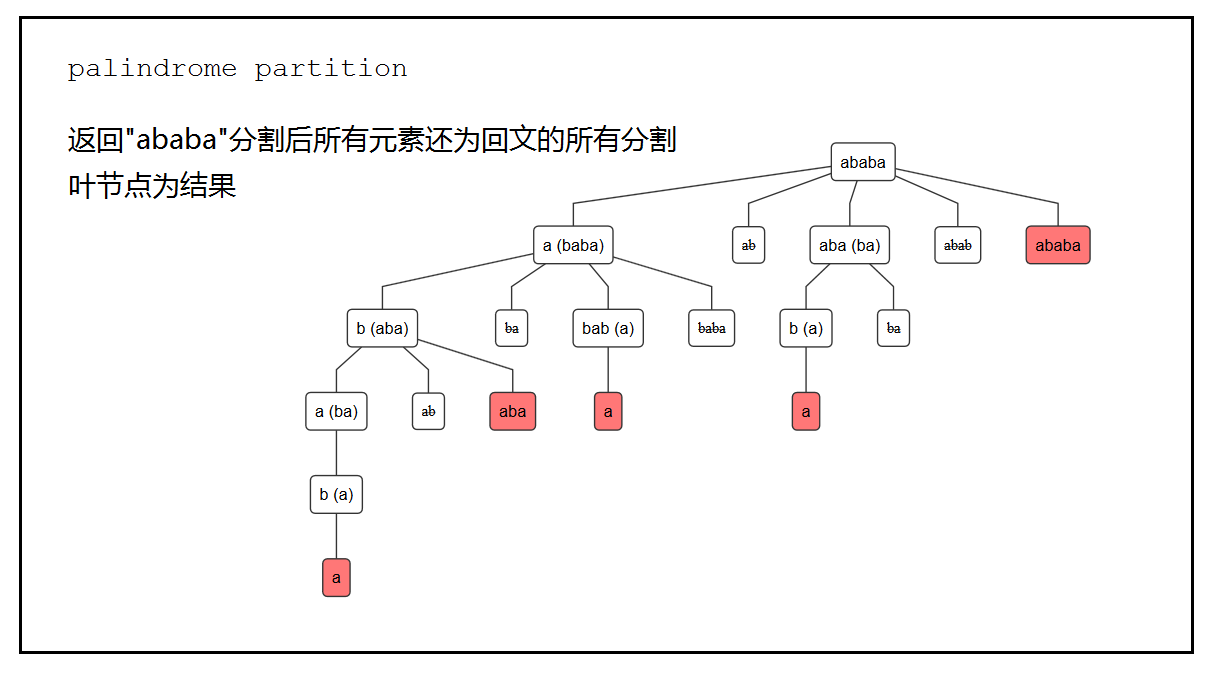 palindrome partition
返回"ababa"分割后所有元素还为回文的所有分割
叶节点为结果
ababa
a (baba)
ab
aba (ba)
abab
ababa
b (aba)
ba
bab (a)
baba
b (a)
ba
a (ba)
ab
aba
a
a
b (a)
a